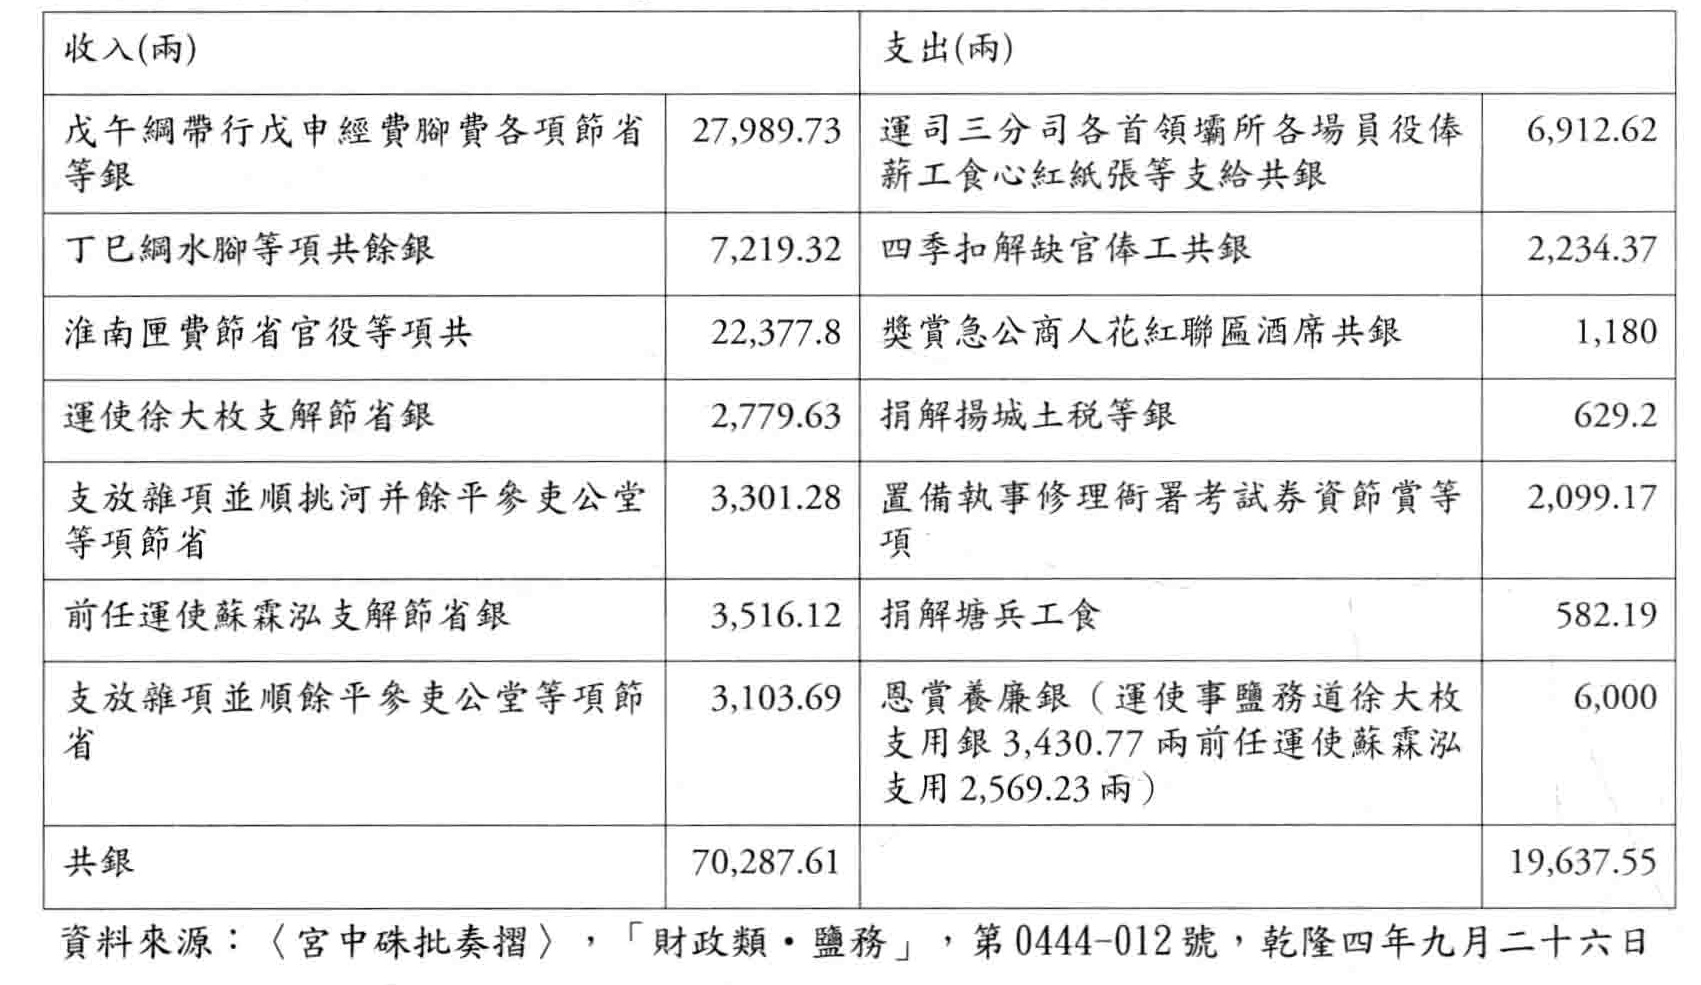 收入(兩) 支出(兩)
戊午綱帶行戊申經費腳費各項節省 27,989.73 運司三分司各首領壩所各場員役俸 6,912.62
等銀 薪工食心紅紙張等支給共銀
丁巳綱水腳等項共餘銀 7,219.32 四季扣解缺官俸工共銀 2,234.37
淮南匣費節省官役等項共 22,377.8 獎賞急公商人花紅聯匾酒席共銀 1,180
運使徐大枚支解節省銀 2,779.63 捐解揚城土稅等銀 629.2
支放雜項並順挑河并餘平參吏公堂 3,301.28 置備執事修理衙署考試券資節賞等 2,099.17
等項節省 項
前任運使蘇霖泓支解節省銀 3,516.12 捐解塘兵工食 582.19
支放雜項並順餘平參吏公堂等項節 3,103.69 恩賞養廉銀（運使事鹽務道徐大枚 6,000
省 支用銀 3,430.77 兩前任運使蘇霖泓
支用 2,569.23 兩）
共銀 70,287.61 19,637.55
資料來源：〈宮中硃批奏摺〉，「財政類・鹽務」，第 0444-012 號，乾隆四年九月二十六日